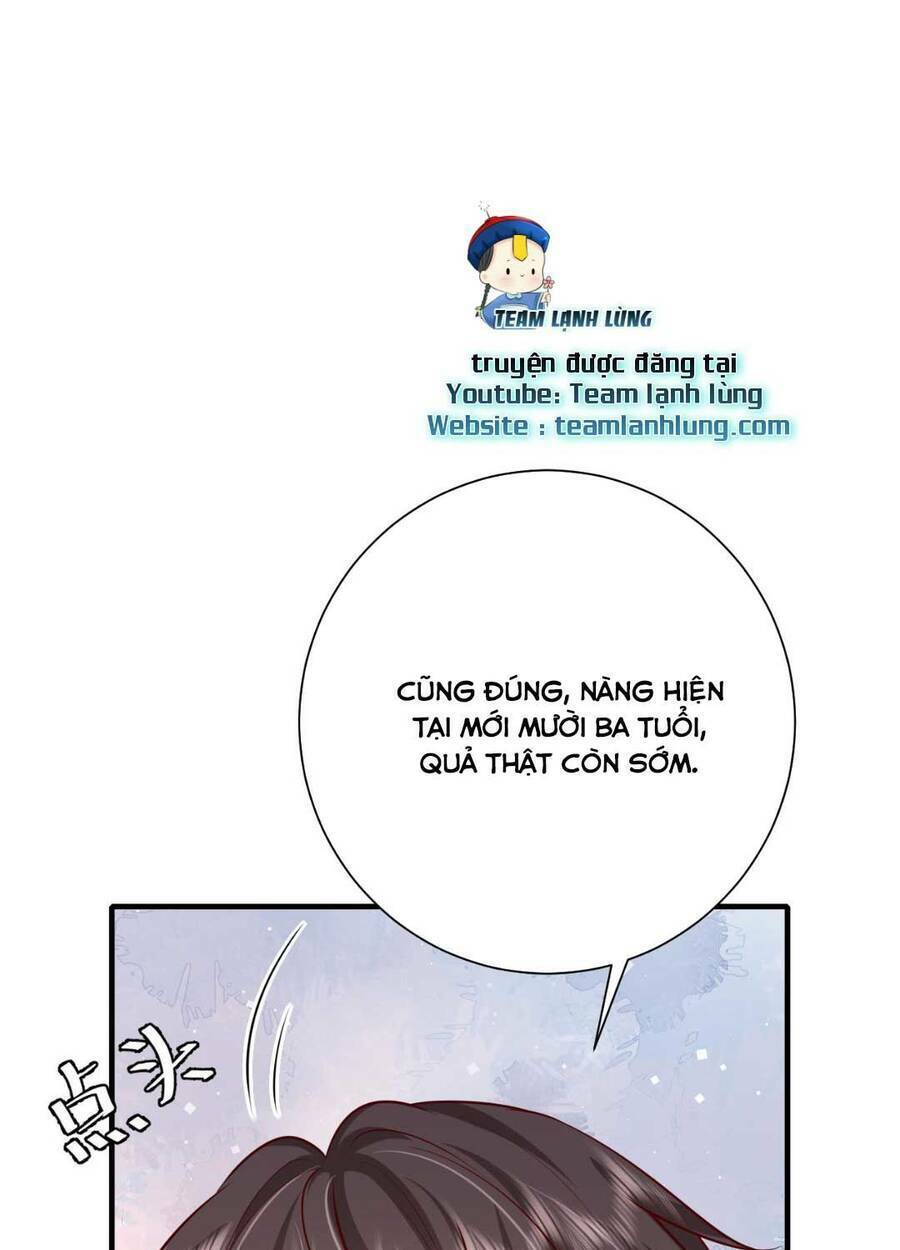 TEAM LẠNH LÙNG
truyện được đăng tại
Youtube: Team lạnh lùng
Website : teamlanhlung.com
CŨNG ĐÚNG, NÀNG HIỆN
TẠI MỚI MƯỜI BA TUỔI,
QUẢ THẬT CÒN SỚM.
点头